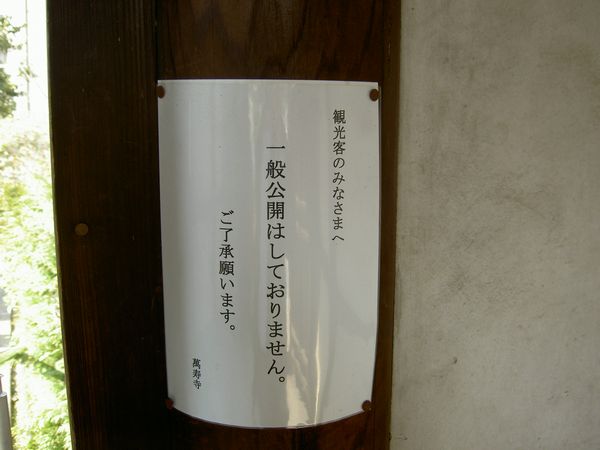 観光客のみなさまへ
一般公開はしておりません。
ご了承願います。
萬寿寺